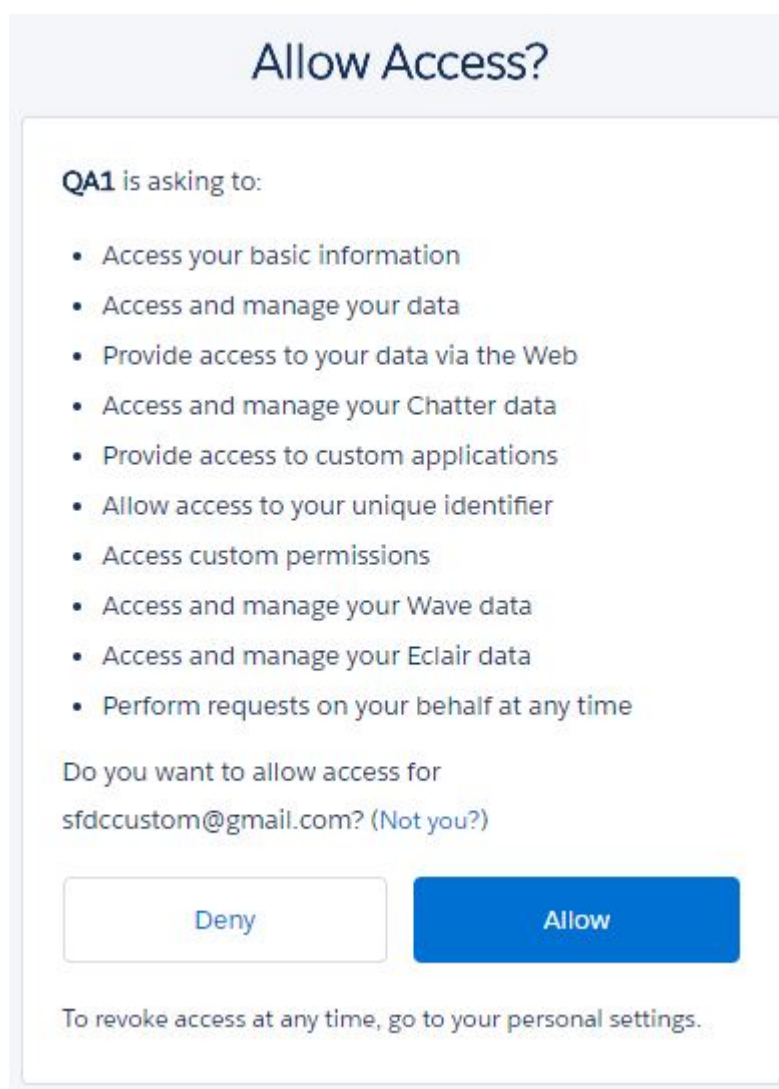 Allow Access?
QA1 is asking to:
• Access your basic information
• Access and manage your data
• Provide access to your data via the Web
• Access and manage your Chatter data
• Provide access to custom applications
• Allow access to your unique identifier
• Access custom permissions
• Access and manage your Wave data
• Access and manage your Eclair data
• Perform requests on your behalf at any time
Do you want to allow access for
sfdccustom@gmail.com? (Not you?)
Deny
Allow
To revoke access at any time, go to your personal settings.